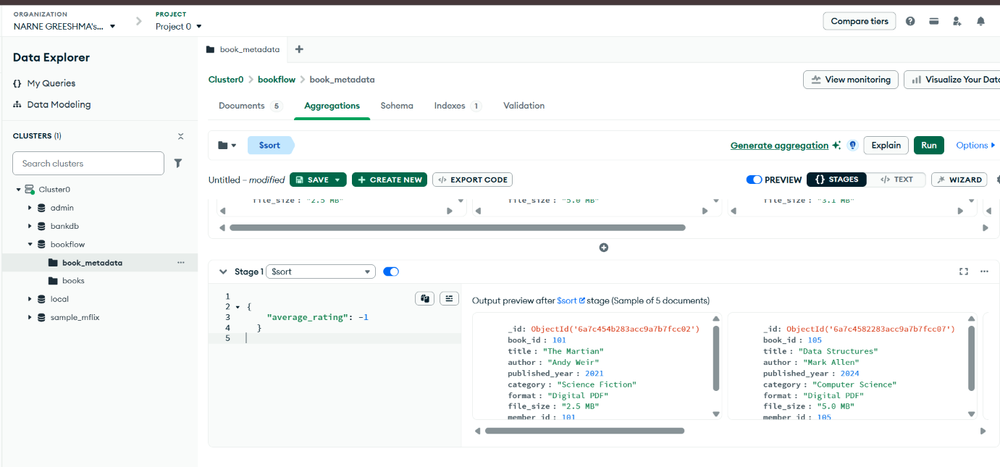 ORGANIZATION
NARNE GREESHMA's...
PROJECT
Project 0
Compare tiers
Data Explorer
My Queries
Data Modeling
CLUSTERS (1)
Search clusters
Cluster0
admin
bankdb
bookflow
book_metadata
books
local
sample_mflix
book_metadata
Cluster0 > bookflow > book_metadata
View monitoring
Visualize Your Data
Documents 5
Aggregations
Schema
Indexes 1
Validation
$sort
Generate aggregation
Explain
Run
Options
Untitled – modified
SAVE
CREATE NEW
EXPORT CODE
PREVIEW
{} STAGES
</> TEXT
WIZARD
file_size : "2.5 MB"
file_size : "5.0 MB"
file_size : "3.1 MB"
Stage 1
$sort
1
2 {
3 "average_rating": -1
4 }
5
Output preview after $sort stage (Sample of 5 documents)
_id: ObjectId('6a7c454b283acc9a7b7fcc02')
book_id : 101
title : "The Martian"
author : "Andy Weir"
published_year : 2021
category : "Science Fiction"
format : "Digital PDF"
file_size : "2.5 MB"
member_id : 101
_id: ObjectId('6a7c4582283acc9a7b7fcc07')
book_id : 105
title : "Data Structures"
author : "Mark Allen"
published_year : 2024
category : "Computer Science"
format : "Digital PDF"
file_size : "5.0 MB"
member_id : 105